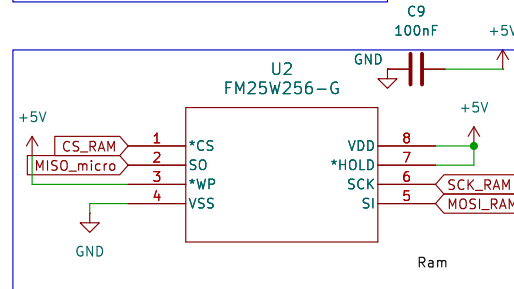 C9
100nF
+5V
GND
U2
FM25W256-G
+5V
+5V
CS_RAM 1 *CS VDD 8
MISO_micro 2 SO *HOLD 7
3 *WP SCK 6 SCK_RAM
4 VSS SI 5 MOSI_RAM
GND
Ram